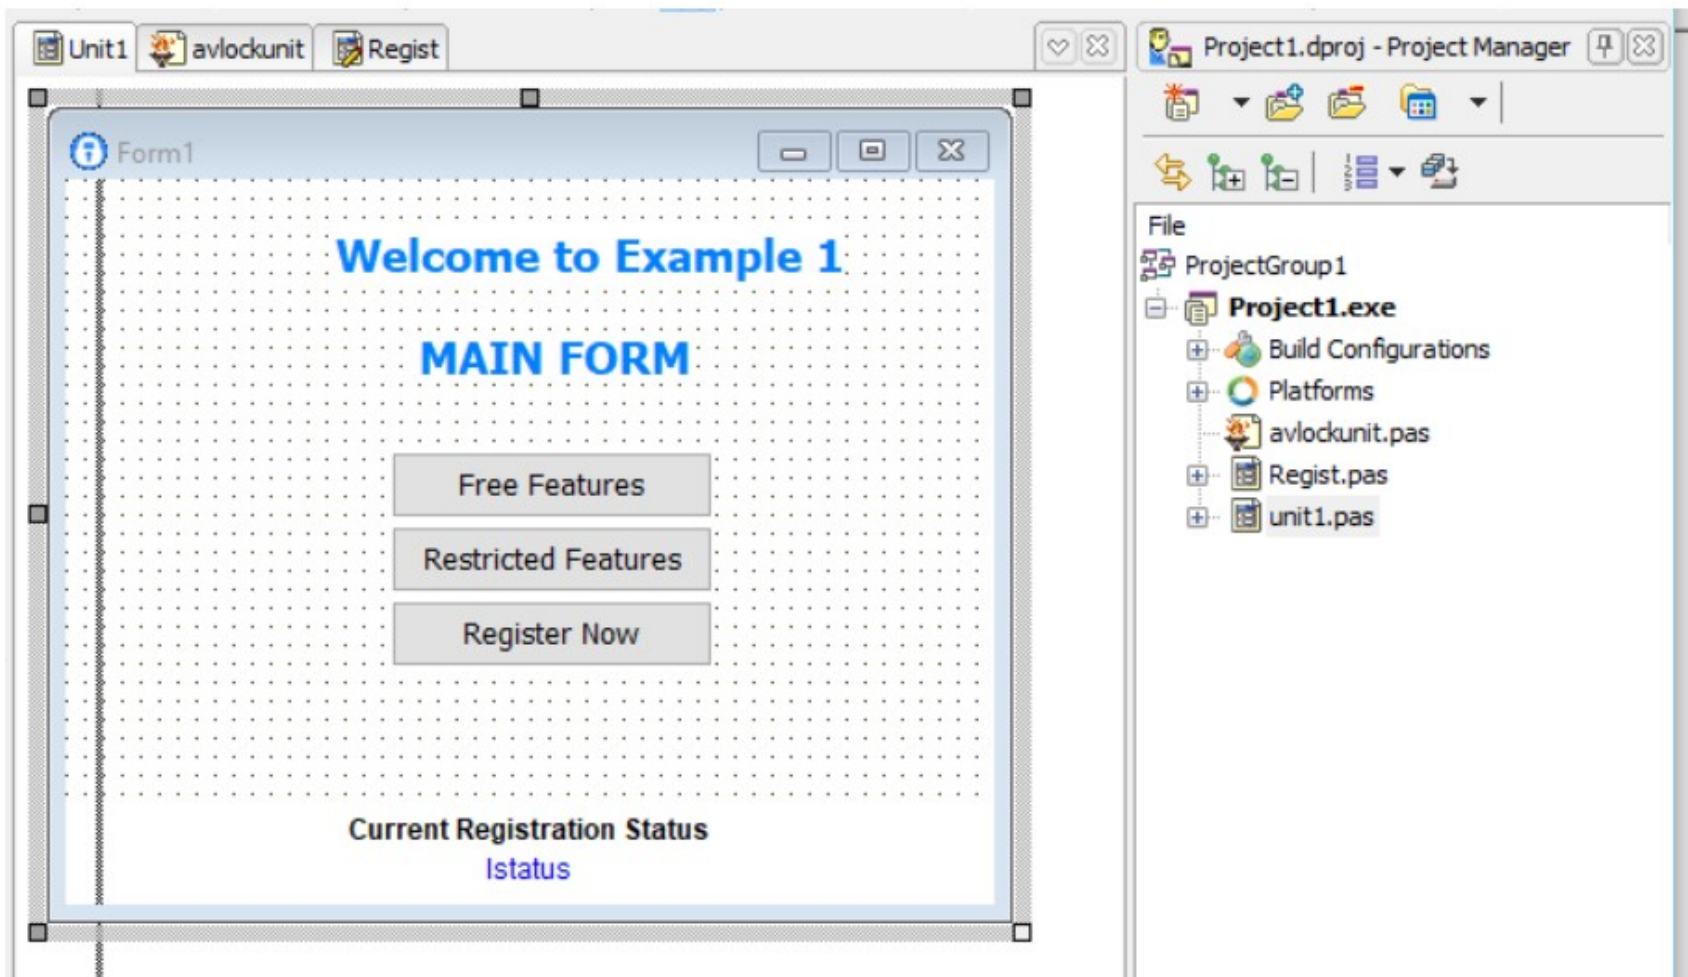 Unit1 avlockunit Regist
Form1
Welcome to Example 1
MAIN FORM
Free Features
Restricted Features
Register Now
Current Registration Status
lstatus
Project1.dproj - Project Manager
File
ProjectGroup1
Project1.exe
Build Configurations
Platforms
avlockunit.pas
Regist.pas
unit1.pas